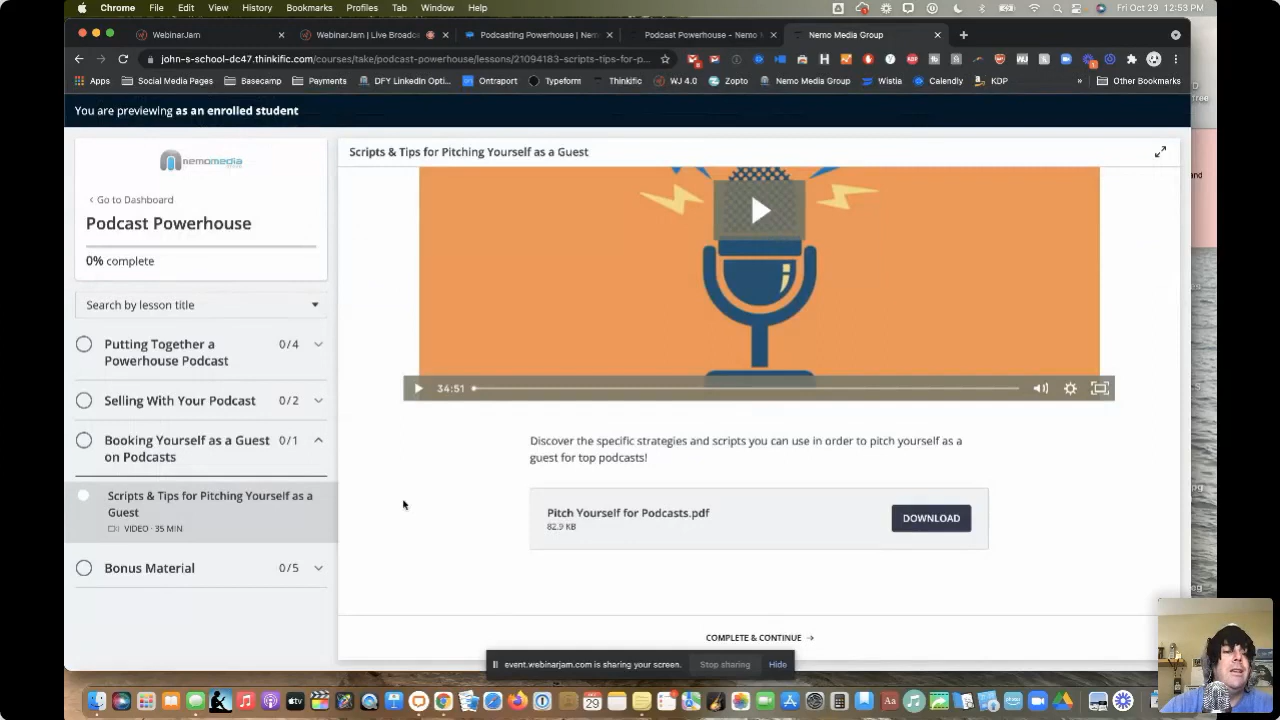 Chrome File Edit View History Bookmarks Profiles Tab Window Help Fri Oct 29 12:53 PM
WebinarJam WebinarJam | Live Broadca Podcasting Powerhouse | Nem Podcast Powerhouse - Nemo M Nemo Media Group
john-s-school-dc47.thinkific.com/courses/take/podcast-powerhouse/lessons/21094183-scripts-tips-for-p...
Apps Social Media Pages Basecamp Payments DFY LinkedIn Opti... Ontraport Typeform Thinkific WJ 4.0 Zopto Nemo Media Group Wistia Calendly KDP » Other Bookmarks
You are previewing as an enrolled student
nemomedia
Scripts & Tips for Pitching Yourself as a Guest
Go to Dashboard
Podcast Powerhouse
0% complete
Search by lesson title
Putting Together a Powerhouse Podcast 0/4
Selling With Your Podcast 0/2
Booking Yourself as a Guest on Podcasts 0/1
Scripts & Tips for Pitching Yourself as a Guest
VIDEO · 35 MIN
Bonus Material 0/5
34:51
Discover the specific strategies and scripts you can use in order to pitch yourself as a
guest for top podcasts!
Pitch Yourself for Podcasts.pdf
82.9 KB
DOWNLOAD
COMPLETE & CONTINUE →
event.webinarjam.com is sharing your screen. Stop sharing Hide